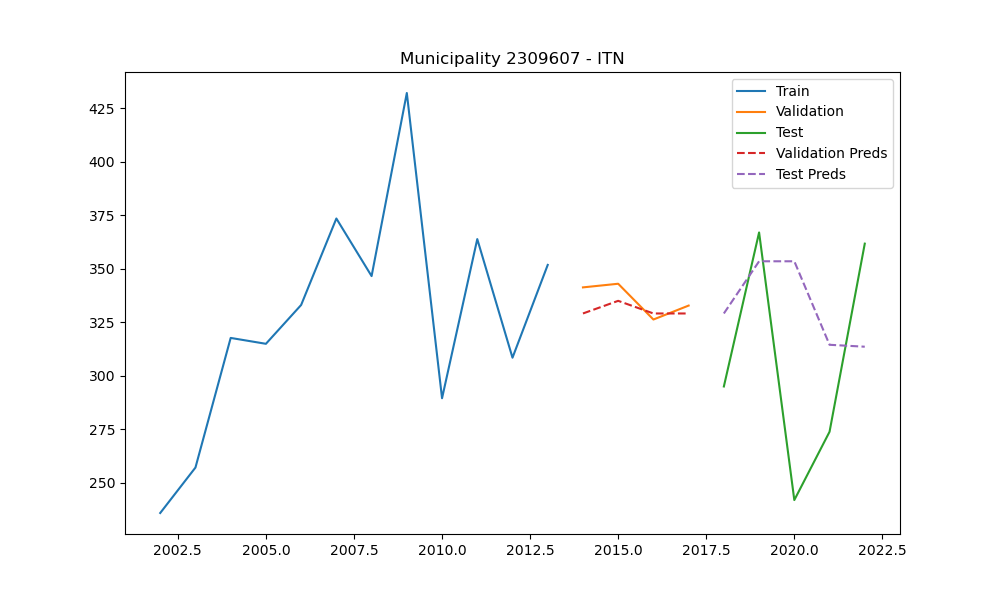 Municipality 2309607 - ITN
Train
Validation
Test
Validation Preds
Test Preds
425
400
375
350
325
300
275
250
2002.5 2005.0 2007.5 2010.0 2012.5 2015.0 2017.5 2020.0 2022.5